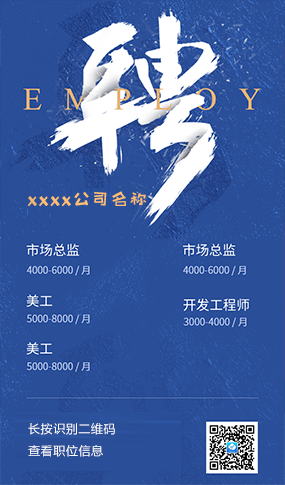 聘
EMPLOY
xxxx公司名称
市场总监
4000-6000 / 月
美工
5000-8000 / 月
美工
5000-8000 / 月
市场总监
4000-6000 / 月
开发工程师
3000-4000 / 月
长按识别二维码
查看职位信息